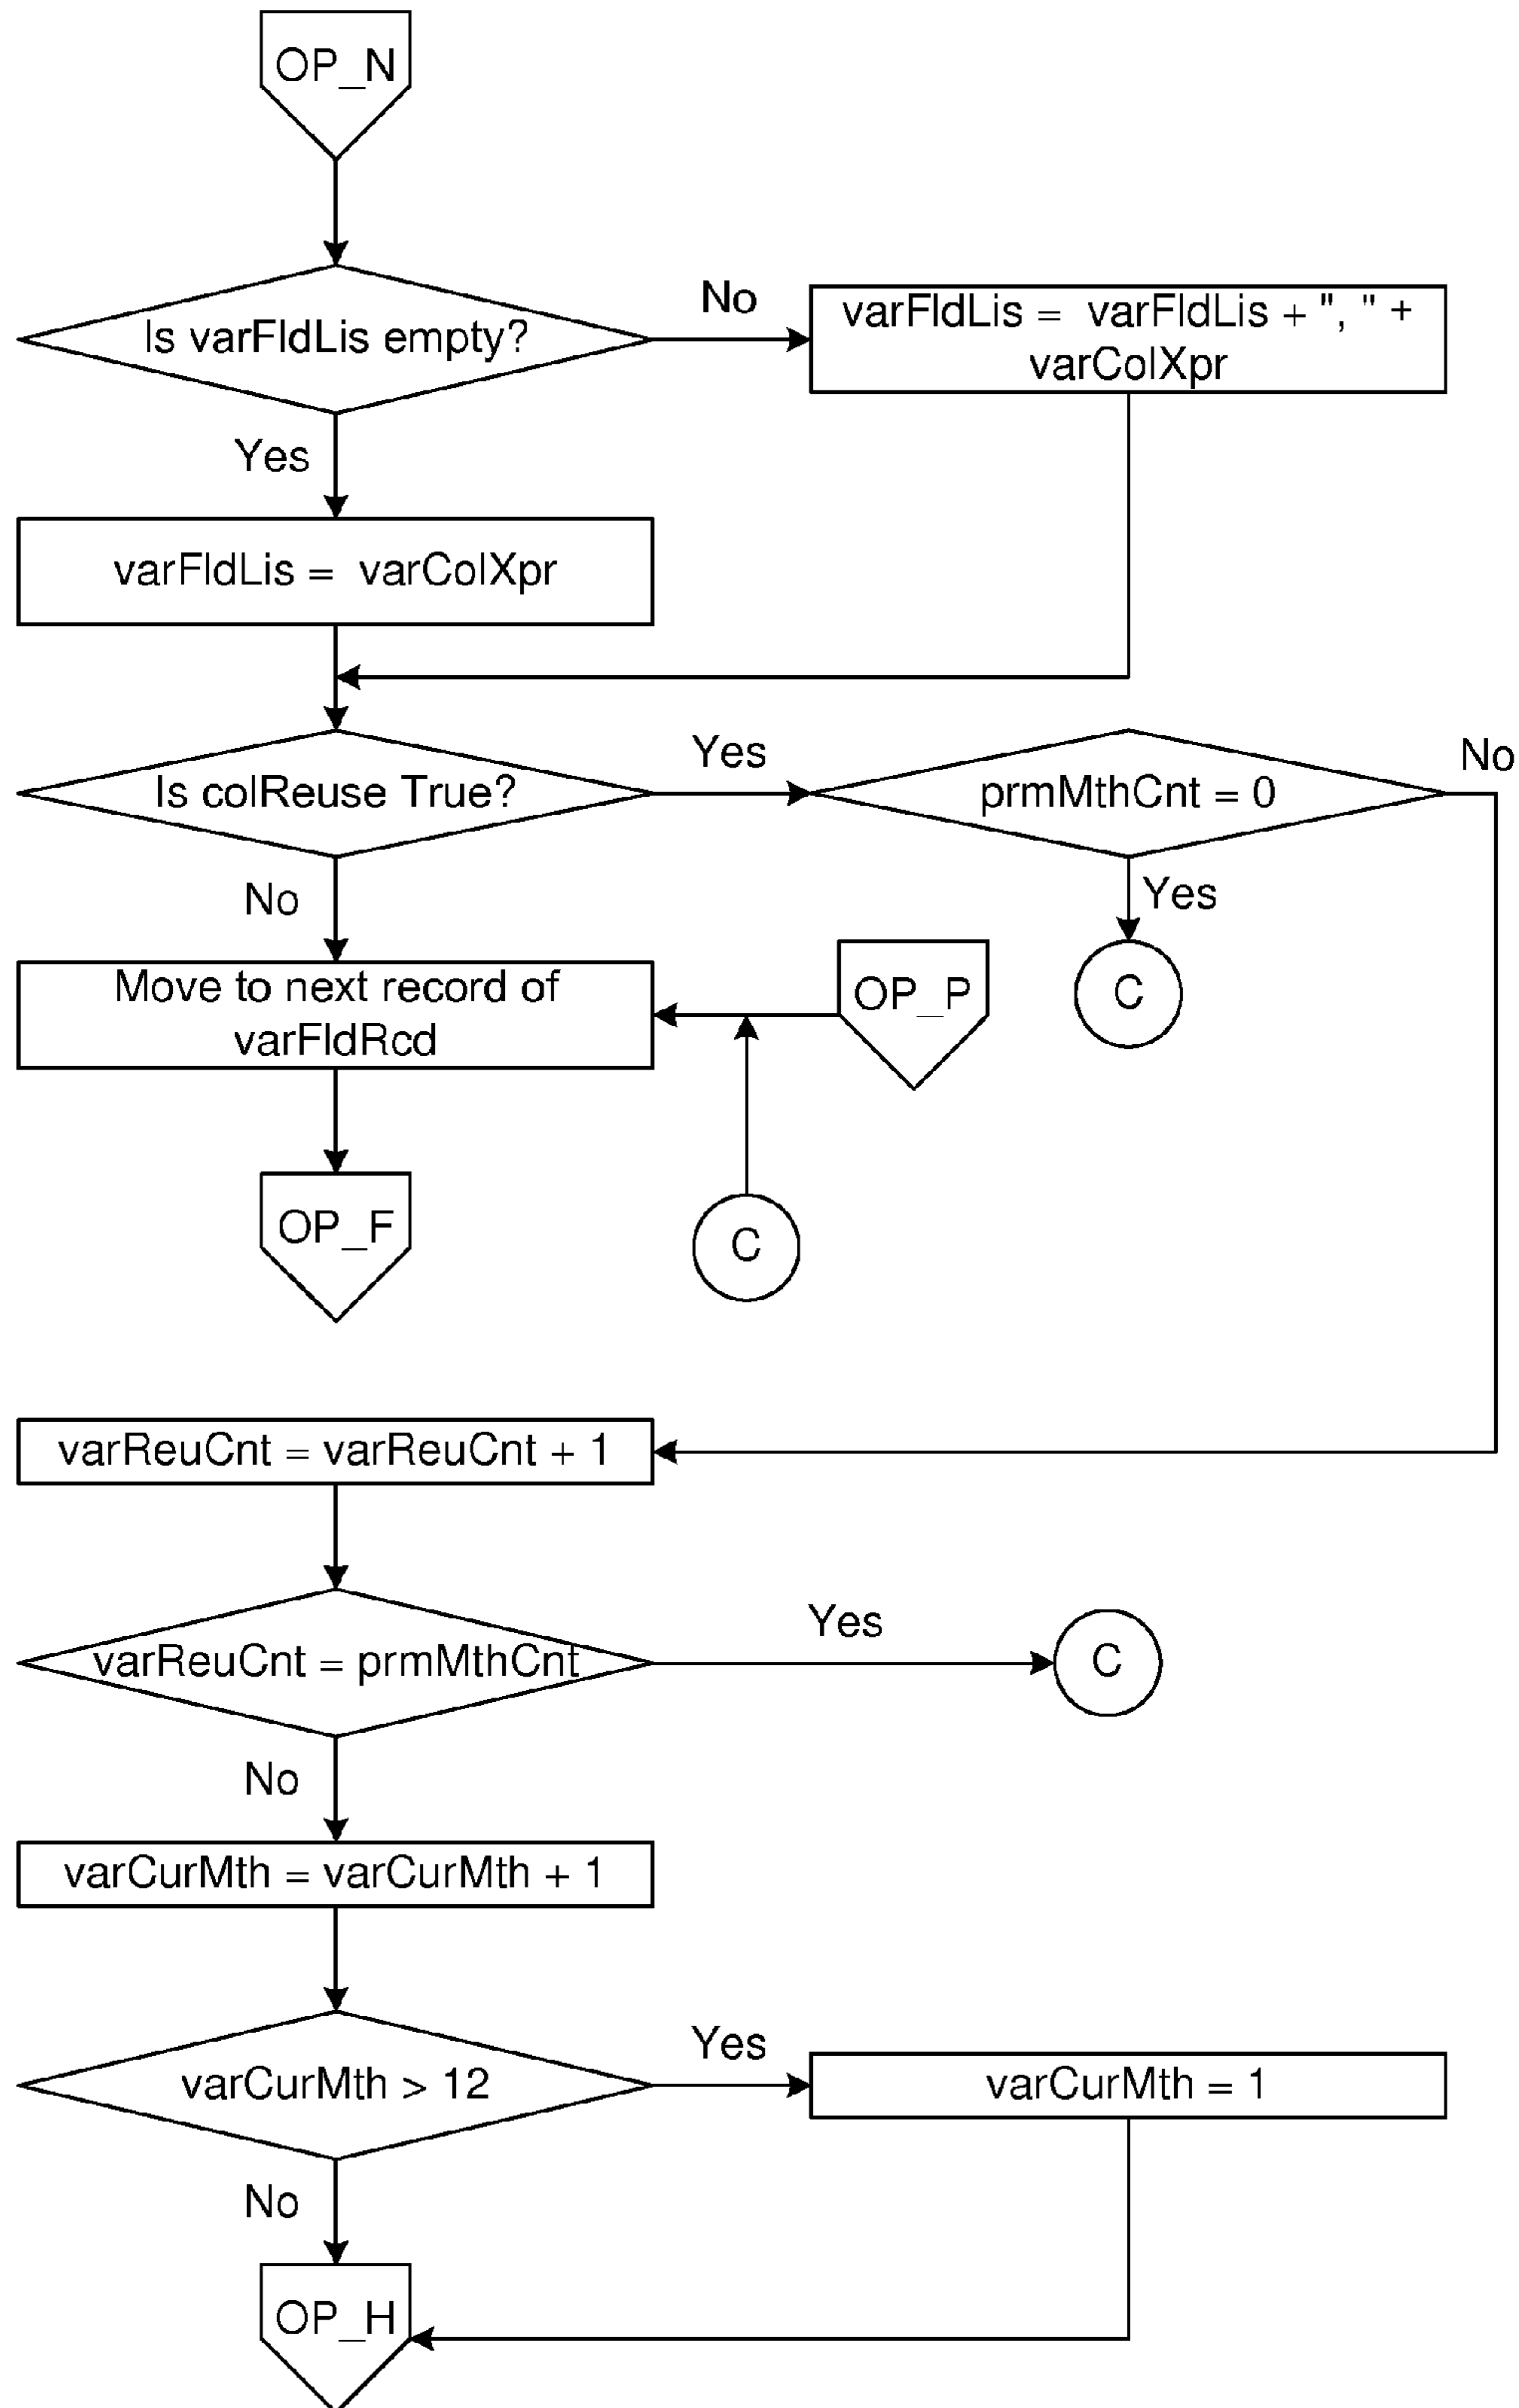 OP_N
Is varFldLis empty?
No
varFldLis =  varFldLis + ", " +
varColXpr
Yes
varFldLis =  varColXpr
Is colReuse True?
Yes
prmMthCnt = 0
No
No
Yes
Move to next record of
varFldRcd
OP_P
C
OP_F
C
varReuCnt = varReuCnt + 1
varReuCnt = prmMthCnt
Yes
C
No
varCurMth = varCurMth + 1
varCurMth > 12
Yes
varCurMth = 1
No
OP_H